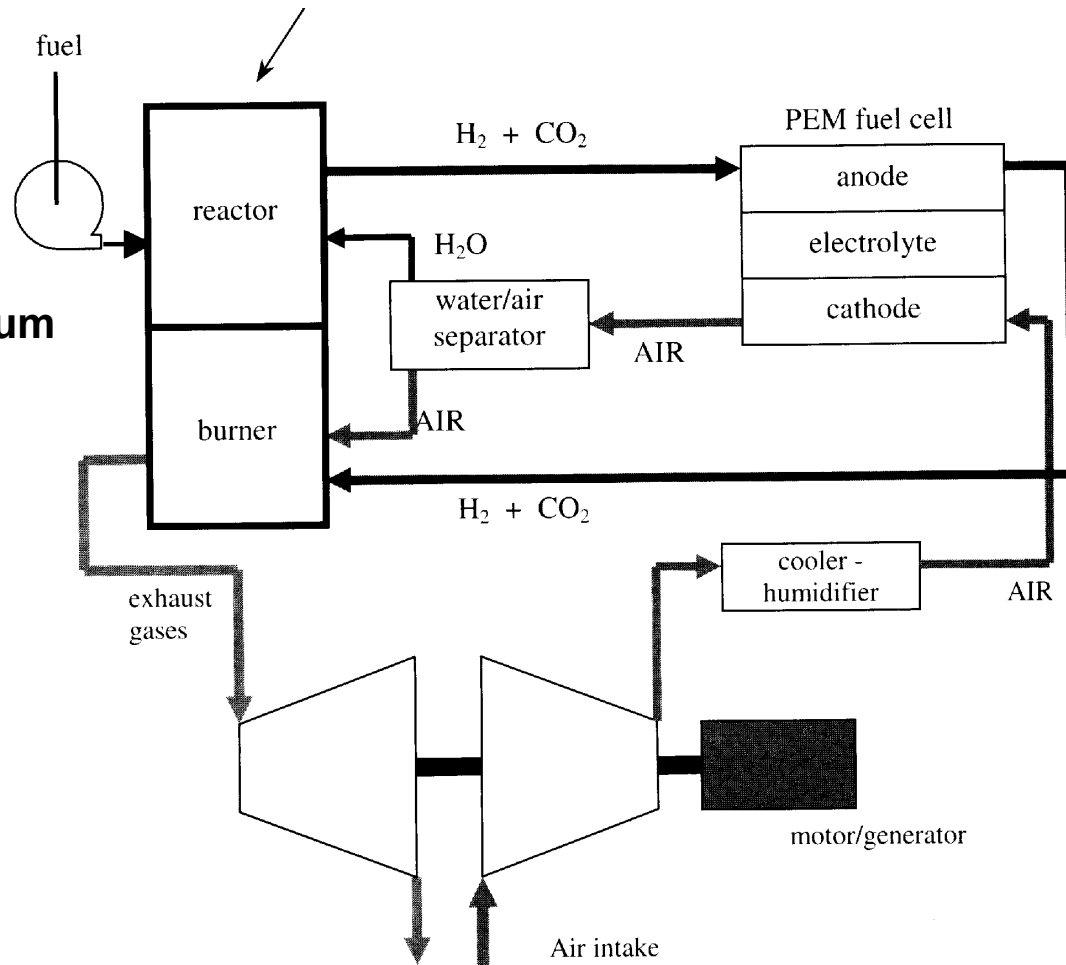 fuel
H₂ + CO₂
PEM fuel cell
anode
reactor
electrolyte
H₂O
cathode
water/air
separator
um
AIR
AIR
burner
H₂ + CO₂
cooler -
humidifier
AIR
exhaust
gases
motor/generator
Air intake